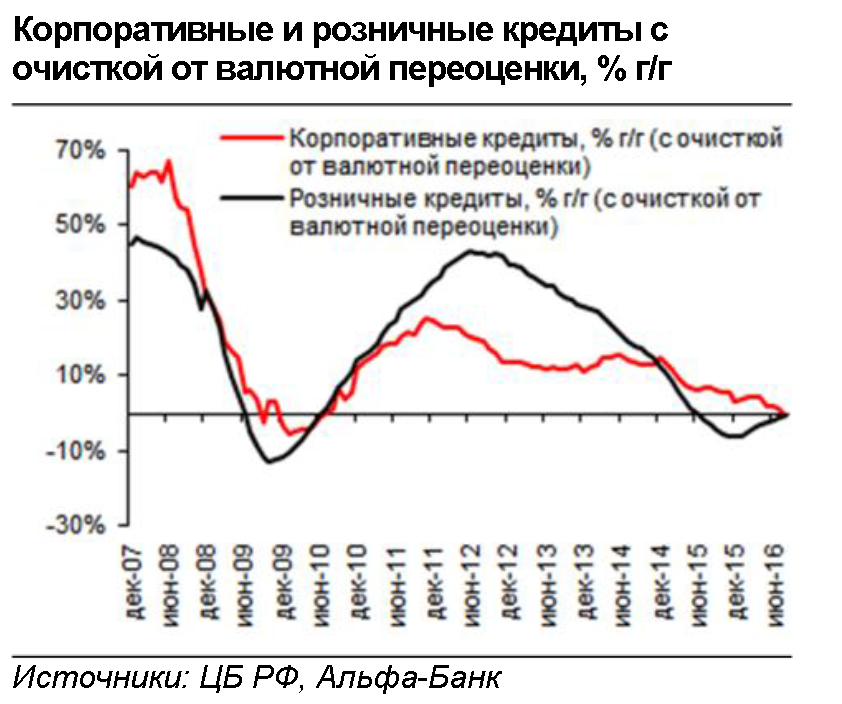 Корпоративные и розничные кредиты с
очисткой от валютной переоценки, % г/г
Корпоративные кредиты, % г/г (с очисткой
от валютной переоценки)
Розничные кредиты, % г/г (с очисткой от
валютной переоценки)
70%
50%
30%
10%
-10%
-30%
дек-07
июн-08
дек-08
июн-09
дек-09
июн-10
дек-10
июн-11
дек-11
июн-12
дек-12
июн-13
дек-13
июн-14
дек-14
июн-15
дек-15
июн-16
Источники: ЦБ РФ, Альфа-Банк